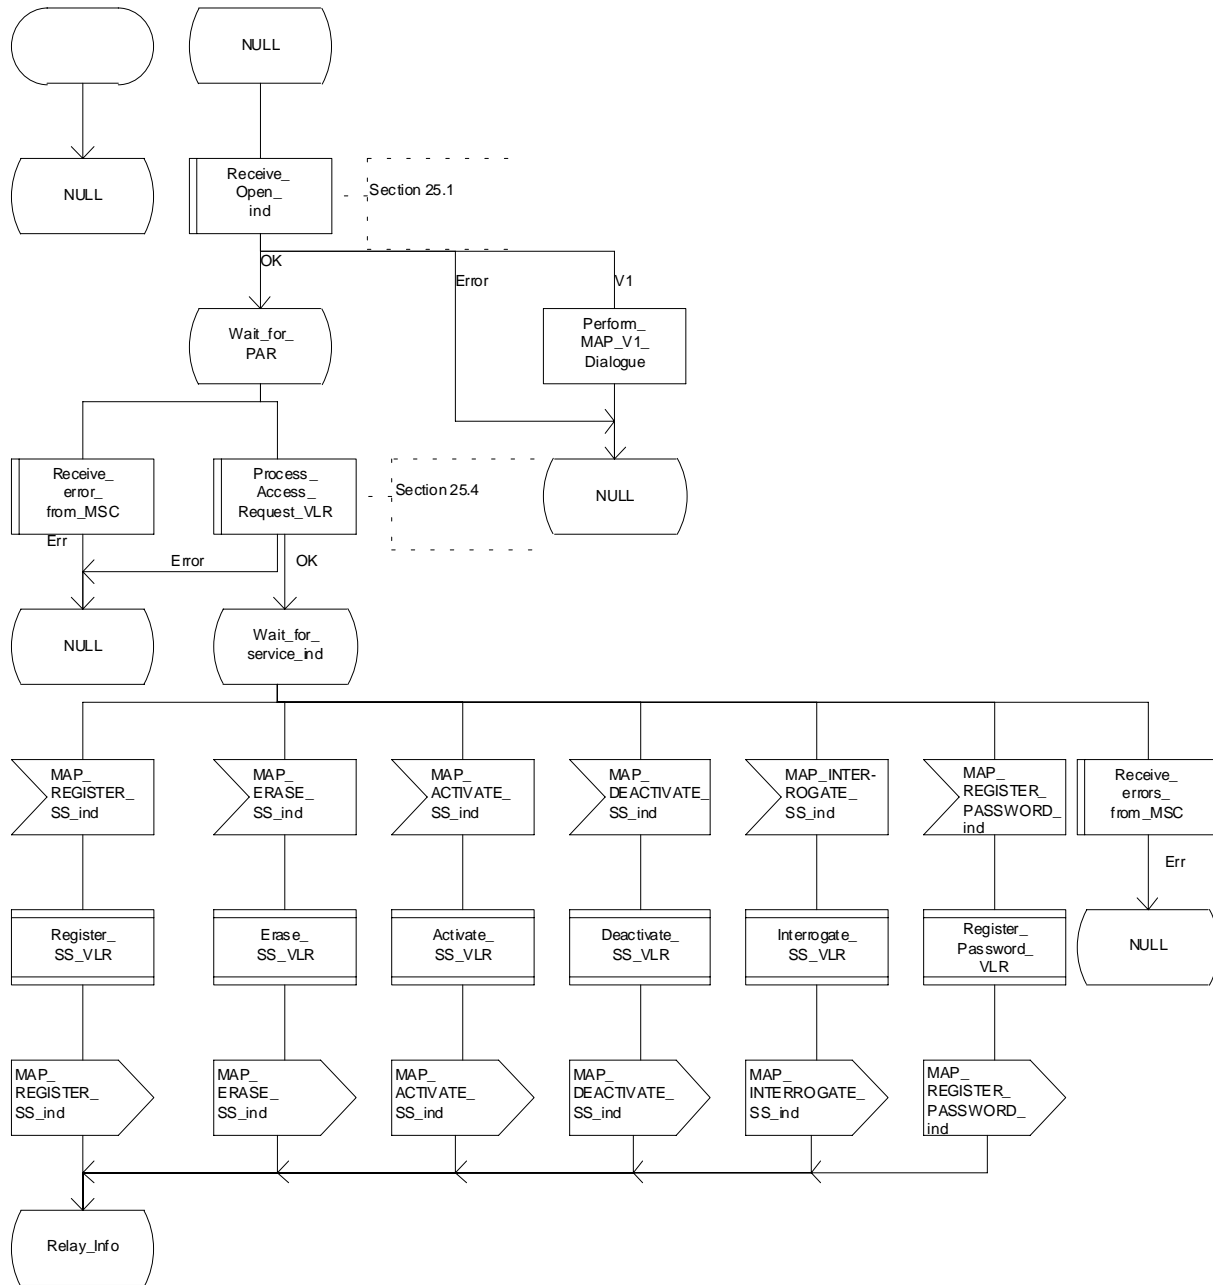 NULL
NULL
Receive_
Open_
ind
Section 25.1
OK
Error
V1
Wait_for_
PAR
Perform_
MAP_V1_
Dialogue
Receive_
error_
from_MSC
Process_
Access_
Request_VLR
Section 25.4
NULL
Err
Error
OK
NULL
Wait_for_
service_ind
MAP_
REGISTER_
SS_ind
MAP_
ERASE_
SS_ind
MAP_
ACTIVATE_
SS_ind
MAP_
DEACTIVATE_
SS_ind
MAP_INTER-
ROGATE_
SS_ind
MAP_
REGISTER_
PASSWORD_
ind
Receive_
errors_
from_MSC
Err
Register_
SS_VLR
Erase_
SS_VLR
Activate_
SS_VLR
Deactivate_
SS_VLR
Interrogate_
SS_VLR
Register_
Password_
VLR
NULL
MAP_
REGISTER_
SS_ind
MAP_
ERASE_
SS_ind
MAP_
ACTIVATE_
SS_ind
MAP_
DEACTIVATE_
SS_ind
MAP_
INTERROGATE_
SS_ind
MAP_
REGISTER_
PASSWORD_
ind
Relay_Info